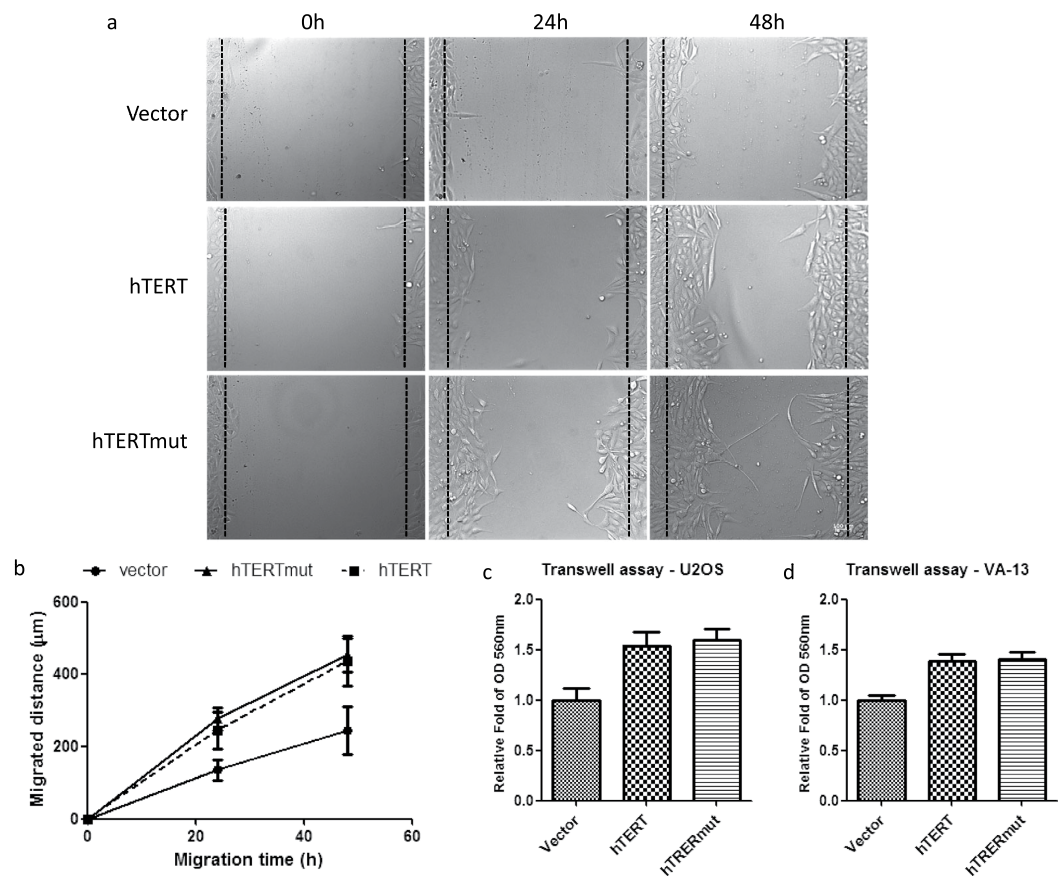 a
0h
24h
48h
Vector
hTERT
hTERTmut
b
vector
hTERTmut
hTERT
600
400
200
0
0
20
40
60
Migrated distance (µm)
Migration time (h)
c
Transwell assay - U2OS
2.0
1.5
1.0
0.5
0.0
Relative Fold of OD 560nm
Vector
hTERT
hTRERmut
d
Transwell assay - VA-13
2.0
1.5
1.0
0.5
0.0
Relative Fold of OD 560nm
Vector
hTERT
hTRERmut